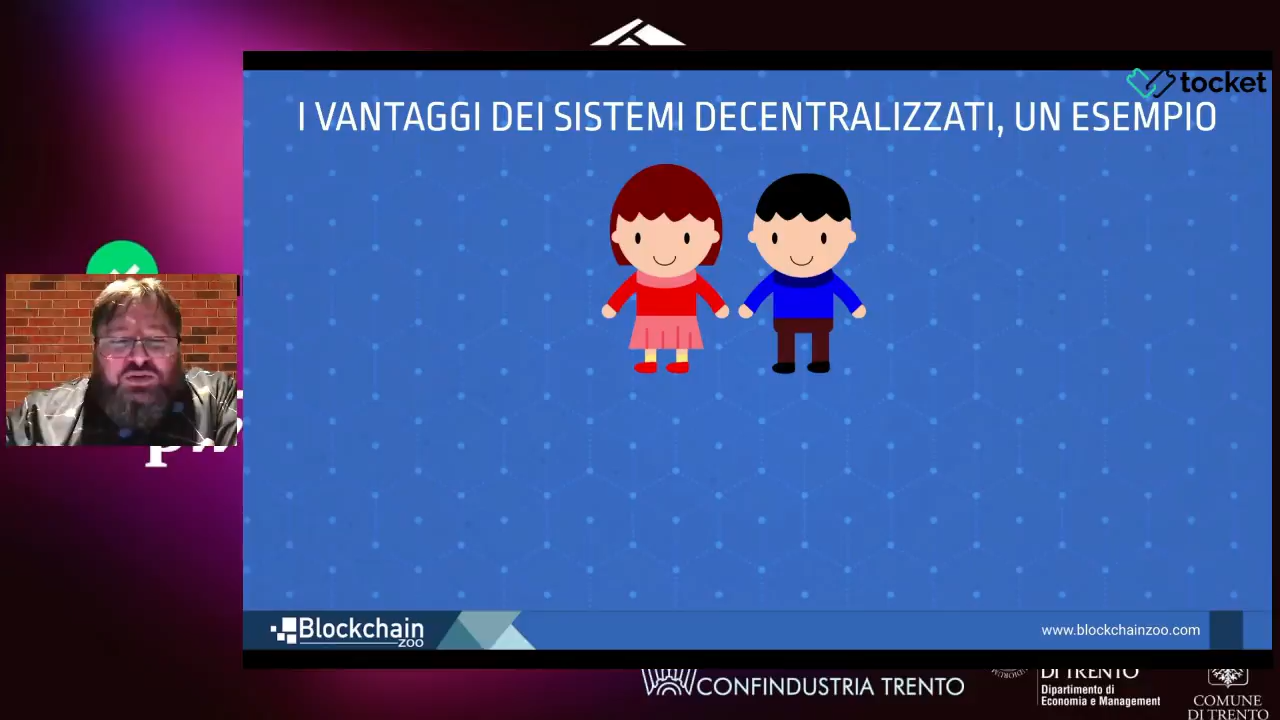 tocket
I VANTAGGI DEI SISTEMI DECENTRALIZZATI, UN ESEMPIO
Blockchain
ZOO
www.blockchainzoo.com
CONFINDUSTRIA TRENTO
DI TRENTO
Dipartimento di
Economia e Management
COMUNE
DI TRENTO